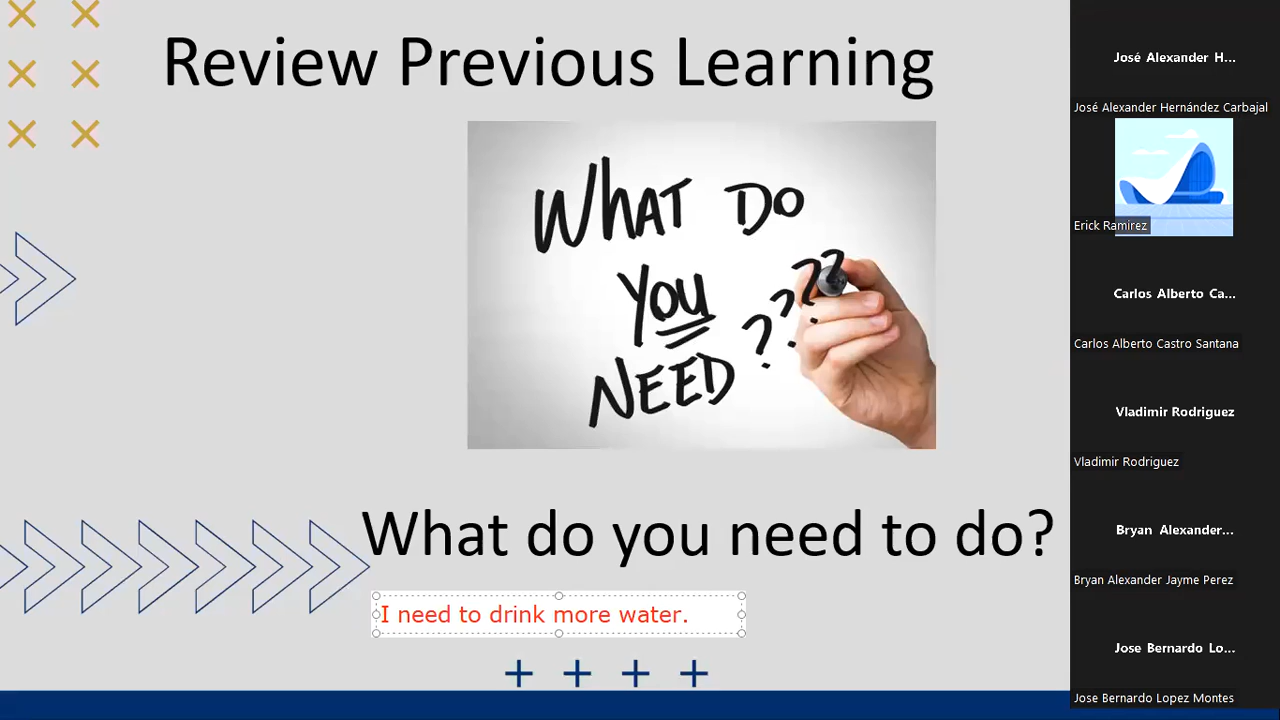 Review Previous Learning
WHAT DO
YOU
NEED ????
What do you need to do?
I need to drink more water.
José Alexander H...
José Alexander Hernández Carbajal
Erick Ramirez
Carlos Alberto Ca...
Carlos Alberto Castro Santana
Vladimir Rodriguez
Vladimir Rodriguez
Bryan Alexander...
Bryan Alexander Jayme Perez
Jose Bernardo Lo...
Jose Bernardo Lopez Montes